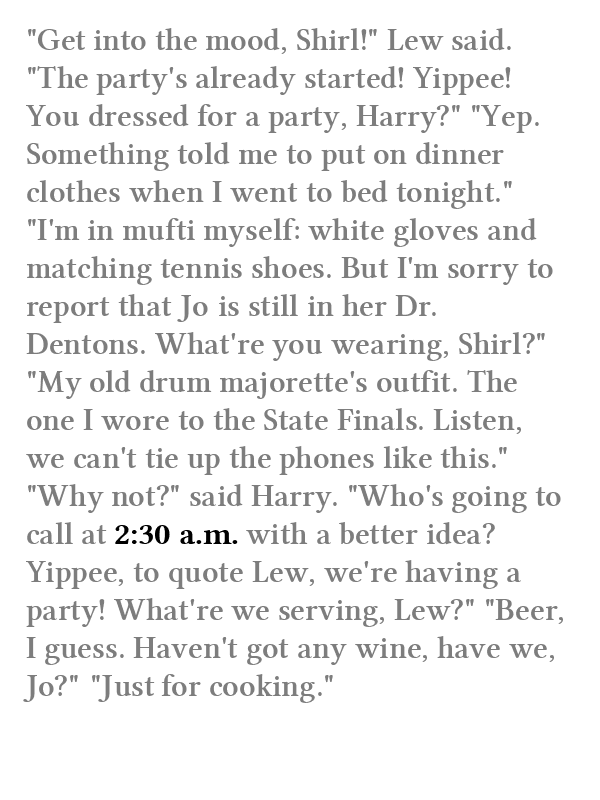 "Get into the mood, Shirl!" Lew said.
"The party's already started! Yippee!
You dressed for a party, Harry?" "Yep.
Something told me to put on dinner
clothes when I went to bed tonight."
"I'm in mufti myself: white gloves and
matching tennis shoes. But I'm sorry to
report that Jo is still in her Dr.
Dentons. What're you wearing, Shirl?"
"My old drum majorette's outfit. The
one I wore to the State Finals. Listen,
we can't tie up the phones like this."
"Why not?" said Harry. "Who's going to
call at 2:30 a.m. with a better idea?
Yippee, to quote Lew, we're having a
party! What're we serving, Lew?" "Beer,
I guess. Haven't got any wine, have we,
Jo?" "Just for cooking."